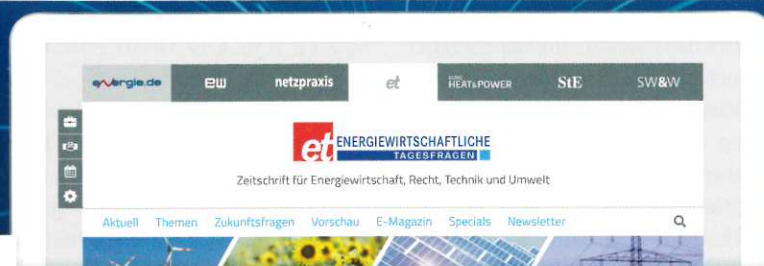 energie.de ew netzpraxis et EURO HEAT&POWER StE SW&W
et ENERGIEWIRTSCHAFTLICHE
TAGESFRAGEN
Zeitschrift für Energiewirtschaft, Recht, Technik und Umwelt
Aktuell Themen Zukunftsfragen Vorschau E-Magazin Specials Newsletter